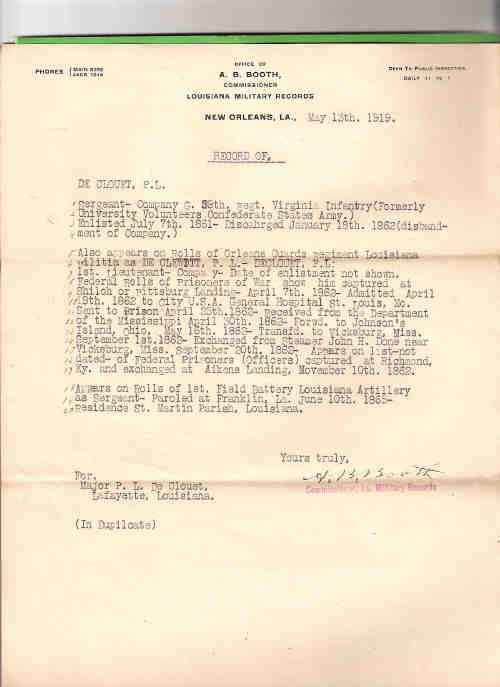 OFFICE OF
PHONES MAIN
A. B. BOOTH,
OPEN TO PUBLIC INSPECTION
COMMISSIONER
DAILY
LOUISIANA MILITARY RECORDS
NEW ORLEANS, LA., May 13th. 1919.
RECORD OF,
DE CLOUET, P.L.
Sergeant- Company G. 59th, regt. Virginia Infantry(Formerly
University Volunteers Confederate States Army.)
Enlisted July 7th. 1861- Discahrged January 18th. 1862(disband-
ment of Company.)
Also appears on Rolls of Orleans Guards regiment Louisiana
Militia as DE P. L.- DECLOUET, P.L.
1st. Lieutenant- Company- Date of enlistment not shown.
Federal Rolls of Prisoners of War show him captured at
Shiloh or Pittsburg Landing- April 7th. 1862- Admitted April
19th. 1862 to City U.S.A. General Hospital St. Louis, Mo.
Sent to Prison April 25th.1862- Received from the Department
of the Mississippi April 30th. 1862- Forwd. to Johnson's
Island, Ohio, May 18th. 1862- Transfd. to Vicksburg, Miss.
September 1st.1862- Exchanged from Steamer John H. Done near
Vicksburg, Miss. September 20th. 1862- Appears on list-not
dated- of Federal Prisoners (Officers) captured at Richmond,
Ky. and exchanged at Aikens Landing, November 10th. 1862.
Appears on Rolls of 1st. Field Battery Louisiana Artillery
as Sergeant- Paroled at Franklin, La. June 10th. 1865-
Residence St. Martin Parish, Louisiana.
Yours truly,
A. B. Booth
For,
Commissioner, La. Military Records
Major P. L. De Clouet,
Lafayette, Louisiana.
(In Dupilcate)